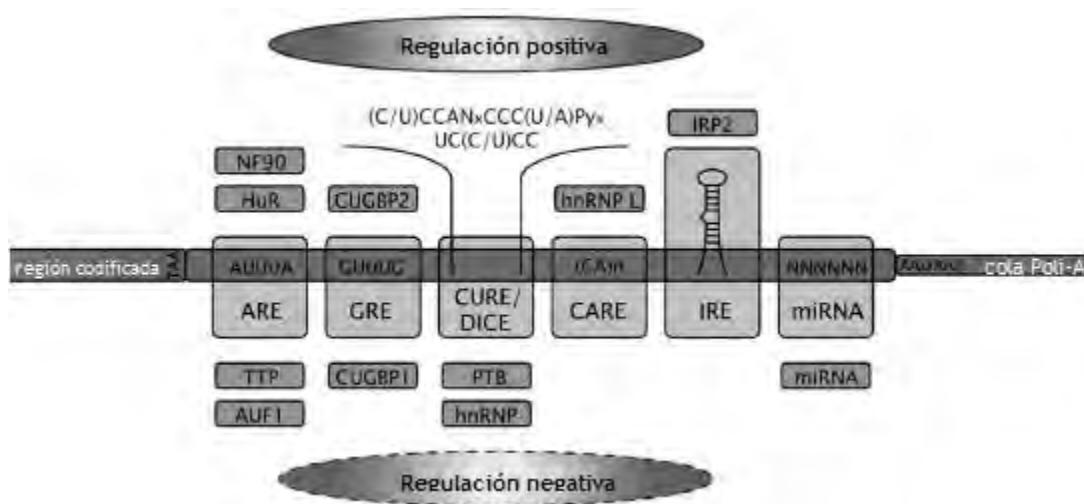 Regulación positiva
(C/U)CCANxCCC(U/A)Pyx
UC(C/U)CC
IRP2
NF90
HuR
CUGBP2
hnRNP L
región codificada
TAA
AUUUA
GUUUG
(CA)n
NNNNNN
cola Poli-A
ARE
GRE
CURE/
DICE
CARE
IRE
miRNA
TTP
CUGBP1
PTB
miRNA
AUF1
hnRNP
Regulación negativa